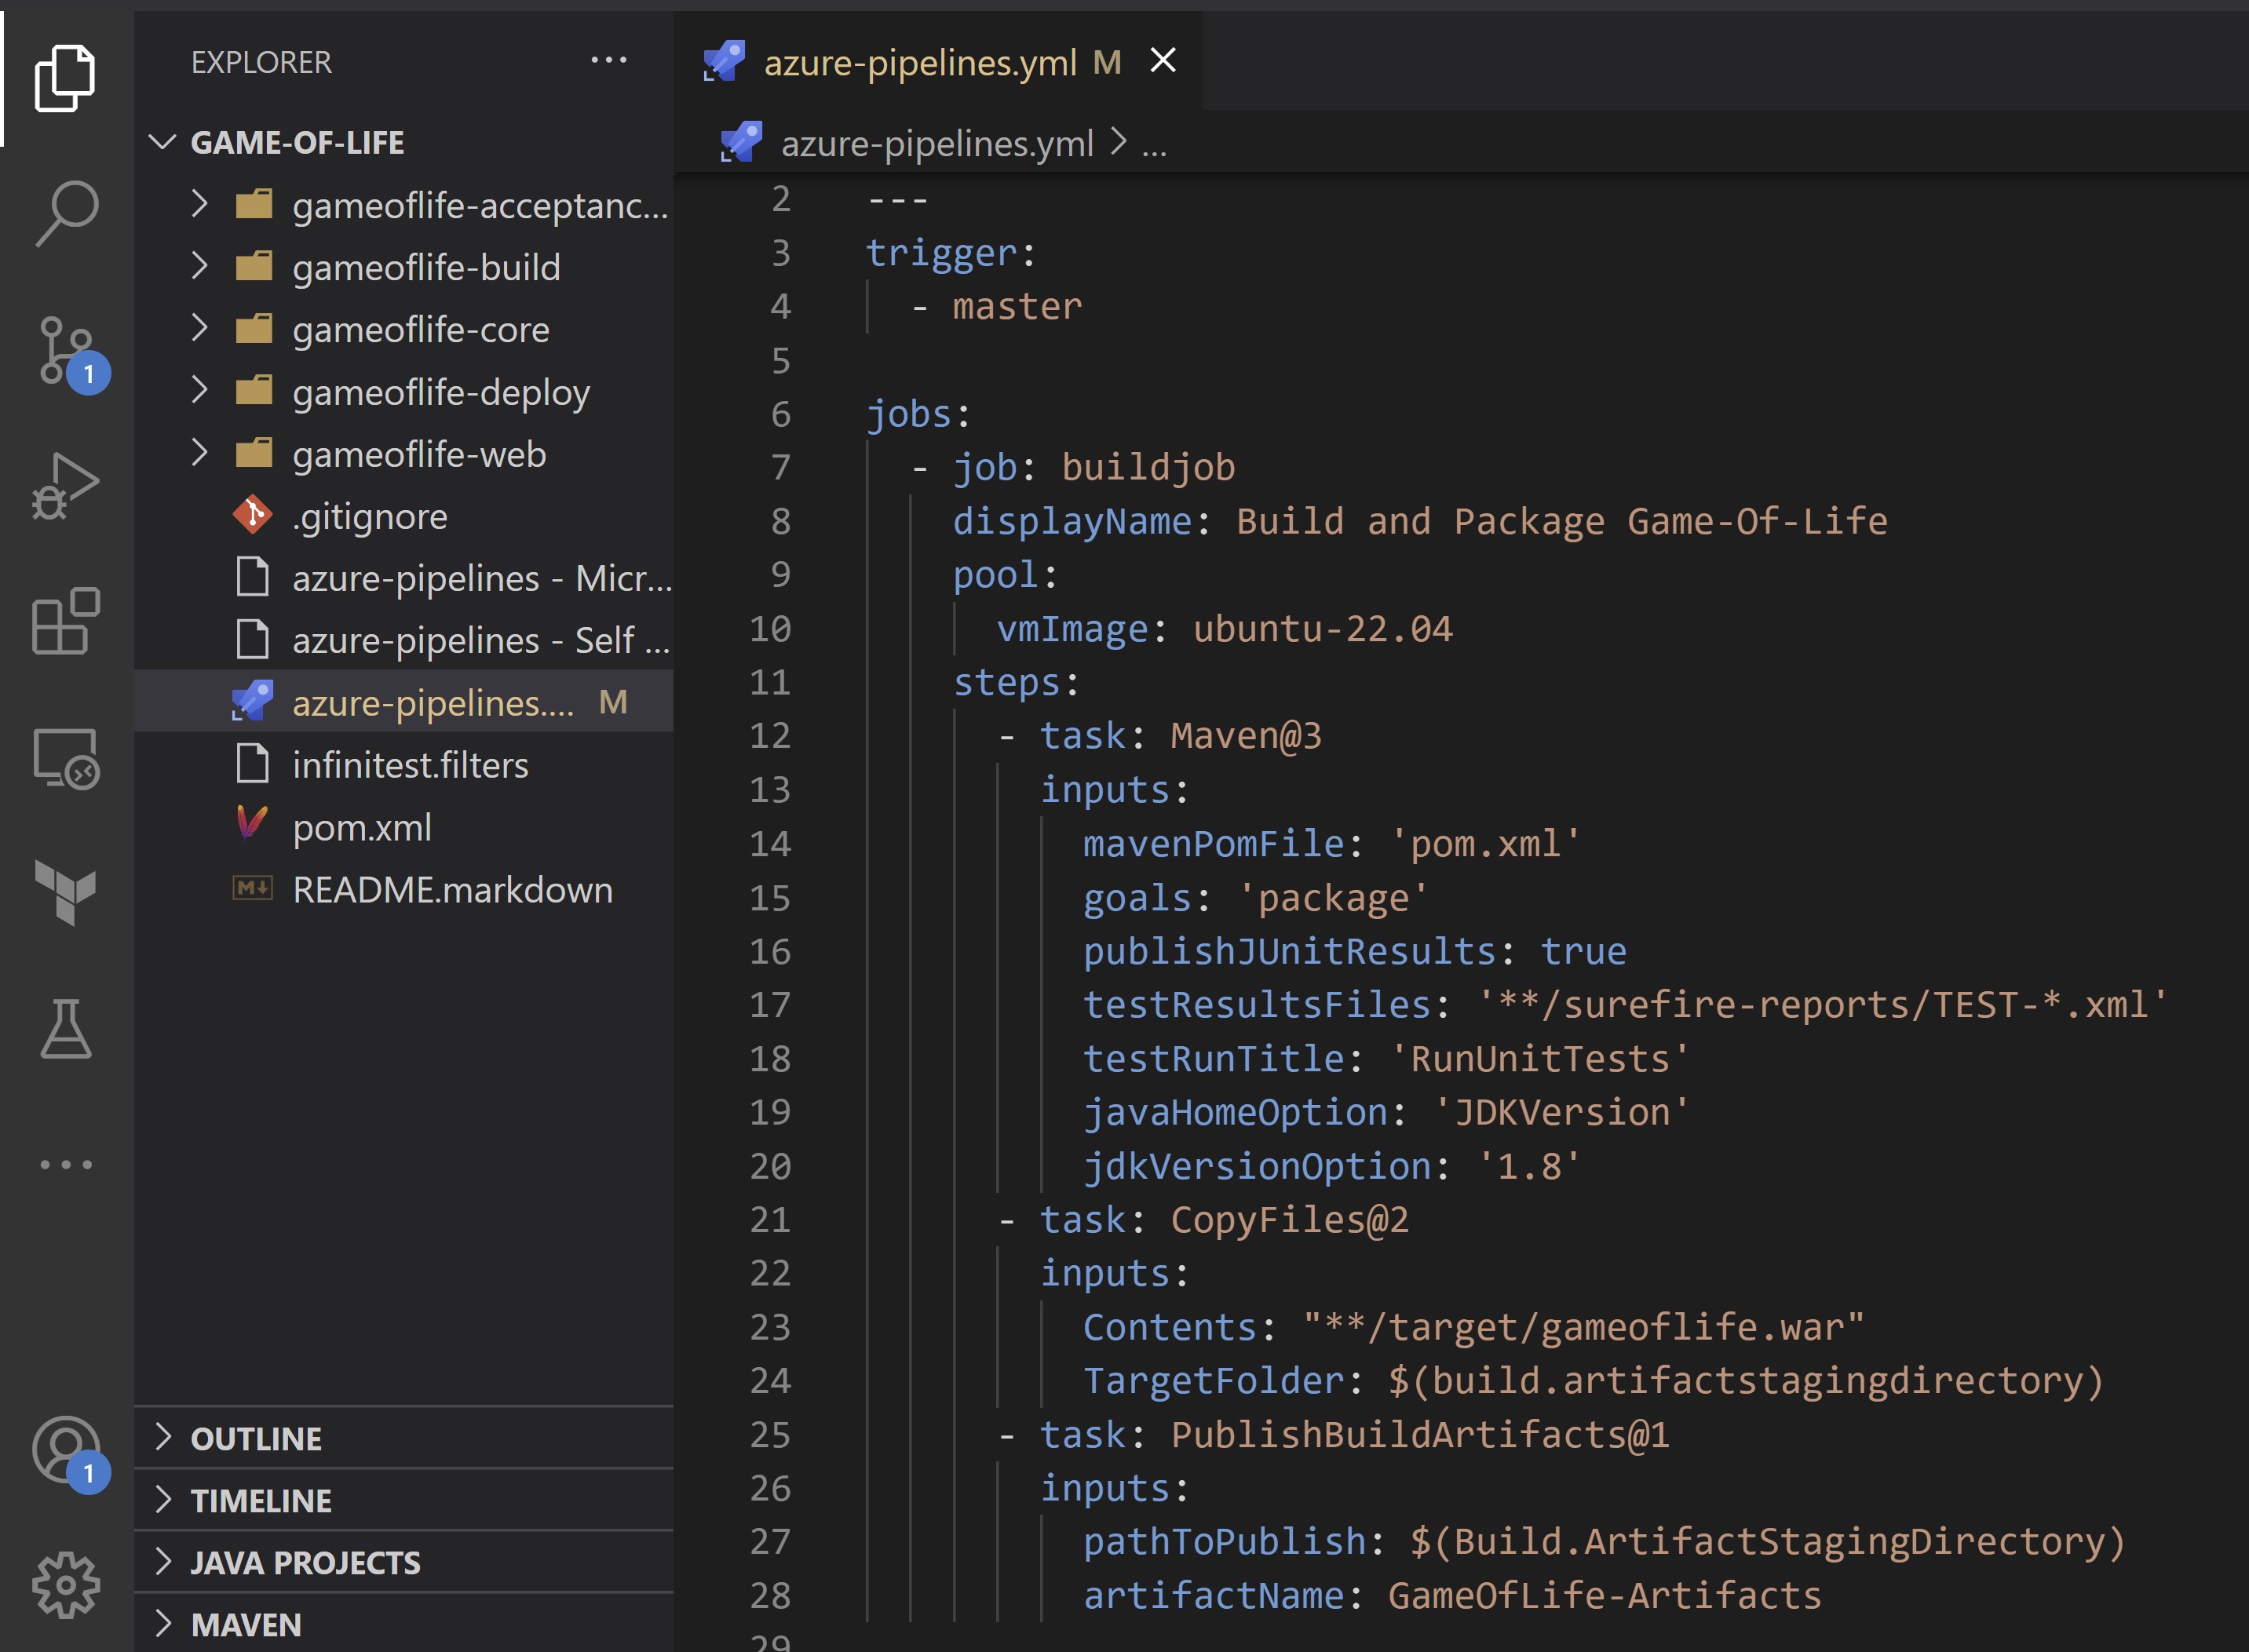 EXPLORER
GAME-OF-LIFE
gameoflife-acceptanc...
gameoflife-build
gameoflife-core
gameoflife-deploy
gameoflife-web
.gitignore
azure-pipelines - Micr...
azure-pipelines - Self ...
azure-pipelines.... M
infinitest.filters
pom.xml
README.markdown
OUTLINE
TIMELINE
JAVA PROJECTS
MAVEN
1
1
azure-pipelines.yml M
azure-pipelines.yml > ...
2 ---
3 trigger:
4   - master
5
6 jobs:
7   - job: buildjob
8     displayName: Build and Package Game-Of-Life
9     pool:
10       vmImage: ubuntu-22.04
11     steps:
12       - task: Maven@3
13         inputs:
14           mavenPomFile: 'pom.xml'
15           goals: 'package'
16           publishJUnitResults: true
17           testResultsFiles: '**/surefire-reports/TEST-*.xml'
18           testRunTitle: 'RunUnitTests'
19           javaHomeOption: 'JDKVersion'
20           jdkVersionOption: '1.8'
21       - task: CopyFiles@2
22         inputs:
23           Contents: "**/target/gameoflife.war"
24           TargetFolder: $(build.artifactstagingdirectory)
25       - task: PublishBuildArtifacts@1
26         inputs:
27           pathToPublish: $(Build.ArtifactStagingDirectory)
28           artifactName: GameOfLife-Artifacts
29